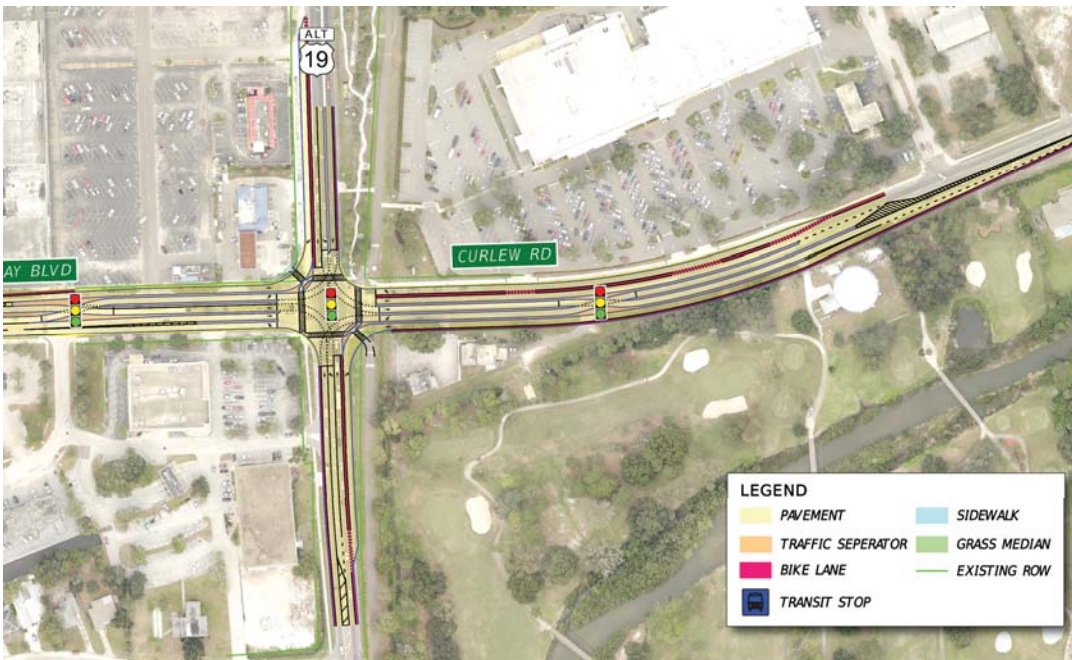 ALT
19
CURLEW RD
AY BLVD
LEGEND
PAVEMENT
SIDEWALK
TRAFFIC SEPERATOR
GRASS MEDIAN
BIKE LANE
EXISTING ROW
TRANSIT STOP